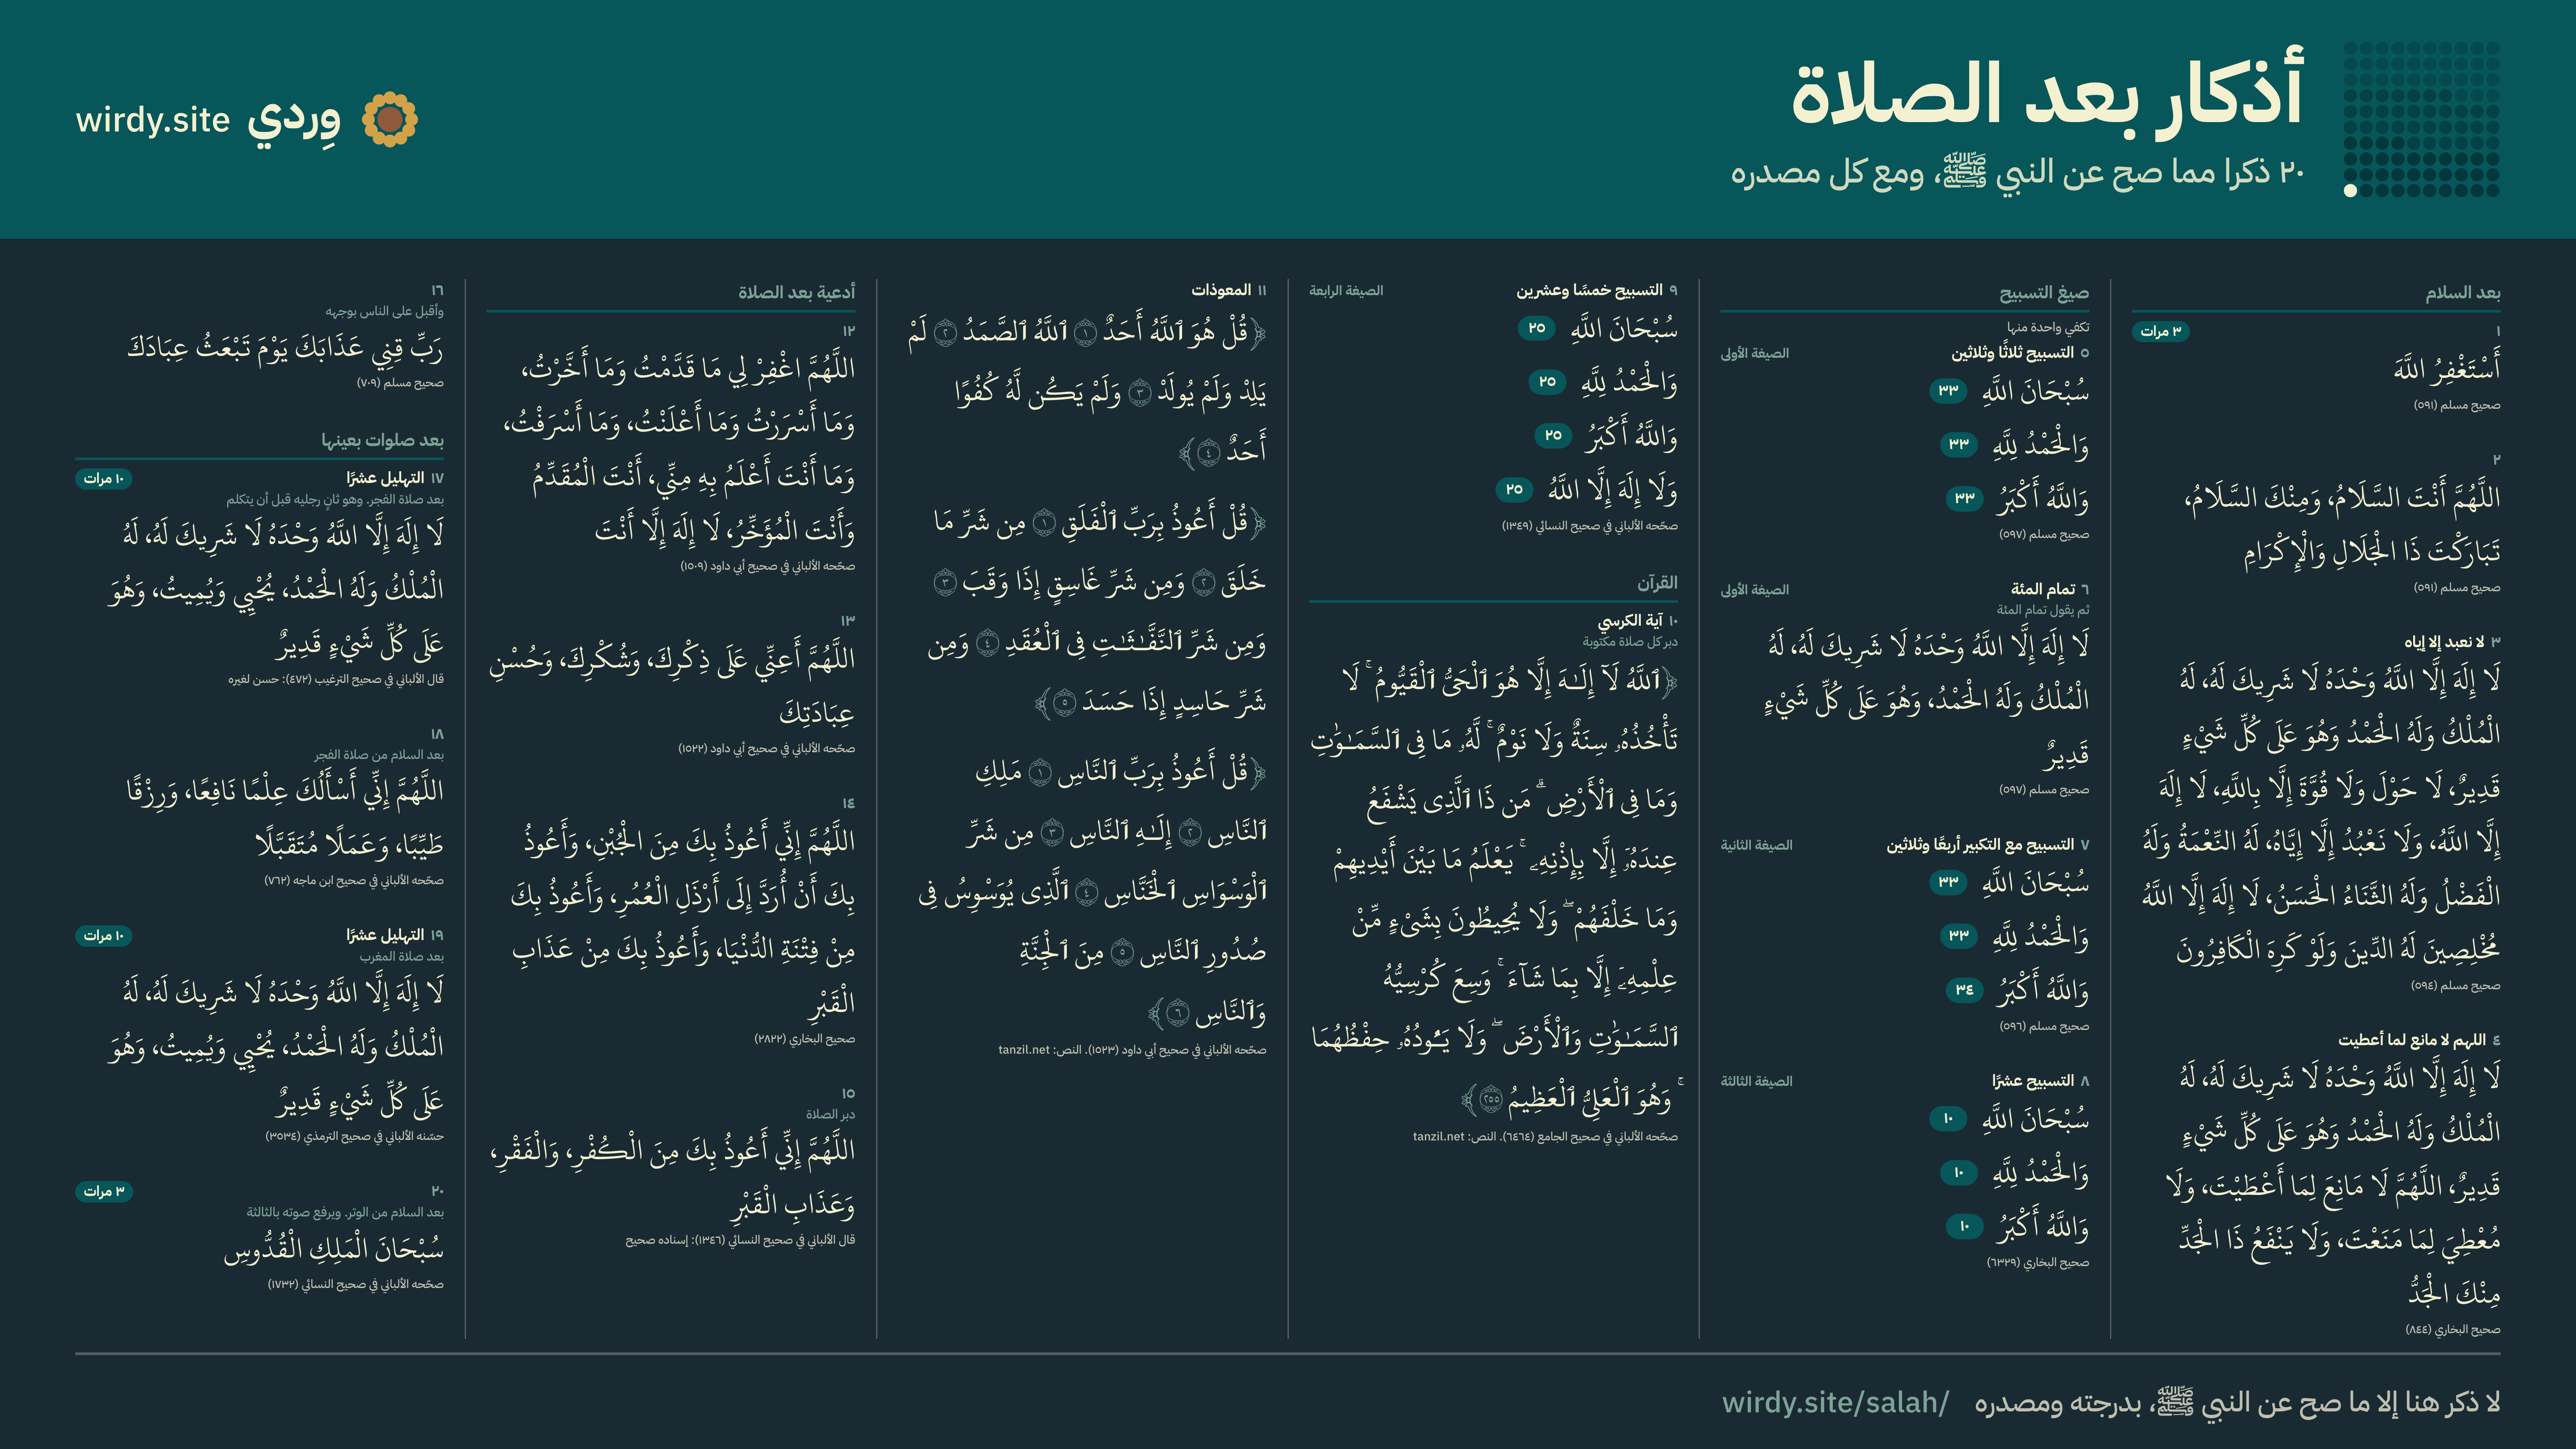 أذكار بعد الصلاة
٢٠ ذكرا مما صح عن النبي ﷺ، ومع كل مصدره
وِردي wirdy.site
بعد السلام
١
٣ مرات
أَسْتَغْفِرُ اللَّهَ
صحيح مسلم (٥٩١)
٢
اللَّهُمَّ أَنْتَ السَّلَامُ، وَمِنْكَ السَّلَامُ،
تَبَارَكْتَ ذَا الْجَلَالِ وَالْإِكْرَامِ
صحيح مسلم (٥٩١)
٣ لا نعبد إلا إياه
لَا إِلَهَ إِلَّا اللَّهُ وَحْدَهُ لَا شَرِيكَ لَهُ، لَهُ
الْمُلْكُ وَلَهُ الْحَمْدُ وَهُوَ عَلَى كُلِّ شَيْءٍ
قَدِيرٌ، لَا حَوْلَ وَلَا قُوَّةَ إِلَّا بِاللَّهِ، لَا إِلَهَ
إِلَّا اللَّهُ، وَلَا نَعْبُدُ إِلَّا إِيَّاهُ، لَهُ النِّعْمَةُ وَلَهُ
الْفَضْلُ وَلَهُ الثَّنَاءُ الْحَسَنُ، لَا إِلَهَ إِلَّا اللَّهُ
مُخْلِصِينَ لَهُ الدِّينَ وَلَوْ كَرِهَ الْكَافِرُونَ
صحيح مسلم (٥٩٤)
٤ اللهم لا مانع لما أعطيت
لَا إِلَهَ إِلَّا اللَّهُ وَحْدَهُ لَا شَرِيكَ لَهُ، لَهُ
الْمُلْكُ وَلَهُ الْحَمْدُ وَهُوَ عَلَى كُلِّ شَيْءٍ
قَدِيرٌ، اللَّهُمَّ لَا مَانِعَ لِمَا أَعْطَيْتَ، وَلَا
مُعْطِيَ لِمَا مَنَعْتَ، وَلَا يَنْفَعُ ذَا الْجَدِّ
مِنْكَ الْجَدُّ
صحيح البخاري (٨٤٤)
صيغ التسبيح
تكفي واحدة منها
٥ التسبيح ثلاثًا وثلاثين
الصيغة الأولى
سُبْحَانَ اللَّهِ ٣٣
وَالْحَمْدُ لِلَّهِ ٣٣
وَاللَّهُ أَكْبَرُ ٣٣
صحيح مسلم (٥٩٧)
٦ تمام المئة
الصيغة الأولى
ثم يقول تمام المئة
لَا إِلَهَ إِلَّا اللَّهُ وَحْدَهُ لَا شَرِيكَ لَهُ، لَهُ
الْمُلْكُ وَلَهُ الْحَمْدُ، وَهُوَ عَلَى كُلِّ شَيْءٍ
قَدِيرٌ
صحيح مسلم (٥٩٧)
٧ التسبيح مع التكبير أربعًا وثلاثين
الصيغة الثانية
سُبْحَانَ اللَّهِ ٣٣
وَالْحَمْدُ لِلَّهِ ٣٣
وَاللَّهُ أَكْبَرُ ٣٤
صحيح مسلم (٥٩٦)
٨ التسبيح عشرًا
الصيغة الثالثة
سُبْحَانَ اللَّهِ ١٠
وَالْحَمْدُ لِلَّهِ ١٠
وَاللَّهُ أَكْبَرُ ١٠
صحيح البخاري (٦٣٢٩)
٩ التسبيح خمسًا وعشرين
الصيغة الرابعة
سُبْحَانَ اللَّهِ ٢٥
وَالْحَمْدُ لِلَّهِ ٢٥
وَاللَّهُ أَكْبَرُ ٢٥
وَلَا إِلَهَ إِلَّا اللَّهُ ٢٥
صححه الألباني في صحيح النسائي (١٣٤٩)
القرآن
١٠ آية الكرسي
دبر كل صلاة مكتوبة
﴿ٱللَّهُ لَآ إِلَـٰهَ إِلَّا هُوَ ٱلْحَىُّ ٱلْقَيُّومُ ۚ لَا
تَأْخُذُهُۥ سِنَةٌ وَلَا نَوْمٌ ۚ لَّهُۥ مَا فِى ٱلسَّمَـٰوَٰتِ
وَمَا فِى ٱلْأَرْضِ ۗ مَن ذَا ٱلَّذِى يَشْفَعُ
عِندَهُۥٓ إِلَّا بِإِذْنِهِۦ ۚ يَعْلَمُ مَا بَيْنَ أَيْدِيهِمْ
وَمَا خَلْفَهُمْ ۖ وَلَا يُحِيطُونَ بِشَىْءٍ مِّنْ
عِلْمِهِۦٓ إِلَّا بِمَا شَآءَ ۚ وَسِعَ كُرْسِيُّهُ
ٱلسَّمَـٰوَٰتِ وَٱلْأَرْضَ ۖ وَلَا يَـُٔودُهُۥ حِفْظُهُمَا
ۚ وَهُوَ ٱلْعَلِىُّ ٱلْعَظِيمُ ٢٥٥﴾
صححه الألباني في صحيح الجامع (٦٤٦٤). النص: tanzil.net
١١ المعوذات
﴿قُلْ هُوَ ٱللَّهُ أَحَدٌ ١ ٱللَّهُ ٱلصَّمَدُ ٢ لَمْ
يَلِدْ وَلَمْ يُولَدْ ٣ وَلَمْ يَكُن لَّهُ كُفُوًا
أَحَدٌ ٤﴾
﴿قُلْ أَعُوذُ بِرَبِّ ٱلْفَلَقِ ١ مِن شَرِّ مَا
خَلَقَ ٢ وَمِن شَرِّ غَاسِقٍ إِذَا وَقَبَ ٣
وَمِن شَرِّ ٱلنَّفَّـٰثَـٰتِ فِى ٱلْعُقَدِ ٤ وَمِن
شَرِّ حَاسِدٍ إِذَا حَسَدَ ٥﴾
﴿قُلْ أَعُوذُ بِرَبِّ ٱلنَّاسِ ١ مَلِكِ
ٱلنَّاسِ ٢ إِلَـٰهِ ٱلنَّاسِ ٣ مِن شَرِّ
ٱلْوَسْوَاسِ ٱلْخَنَّاسِ ٤ ٱلَّذِى يُوَسْوِسُ فِى
صُدُورِ ٱلنَّاسِ ٥ مِنَ ٱلْجِنَّةِ
وَٱلنَّاسِ ٦﴾
صححه الألباني في صحيح أبي داود (١٥٢٣). النص: tanzil.net
أدعية بعد الصلاة
١٢
اللَّهُمَّ اغْفِرْ لِي مَا قَدَّمْتُ وَمَا أَخَّرْتُ،
وَمَا أَسْرَرْتُ وَمَا أَعْلَنْتُ، وَمَا أَسْرَفْتُ،
وَمَا أَنْتَ أَعْلَمُ بِهِ مِنِّي، أَنْتَ الْمُقَدِّمُ
وَأَنْتَ الْمُؤَخِّرُ، لَا إِلَهَ إِلَّا أَنْتَ
صححه الألباني في صحيح أبي داود (١٥٠٩)
١٣
اللَّهُمَّ أَعِنِّي عَلَى ذِكْرِكَ، وَشُكْرِكَ، وَحُسْنِ
عِبَادَتِكَ
صححه الألباني في صحيح أبي داود (١٥٢٢)
١٤
اللَّهُمَّ إِنِّي أَعُوذُ بِكَ مِنَ الْجُبْنِ، وَأَعُوذُ
بِكَ أَنْ أُرَدَّ إِلَى أَرْذَلِ الْعُمُرِ، وَأَعُوذُ بِكَ
مِنْ فِتْنَةِ الدُّنْيَا، وَأَعُوذُ بِكَ مِنْ عَذَابِ
الْقَبْرِ
صحيح البخاري (٢٨٢٢)
١٥
دبر الصلاة
اللَّهُمَّ إِنِّي أَعُوذُ بِكَ مِنَ الْكُفْرِ، وَالْفَقْرِ،
وَعَذَابِ الْقَبْرِ
قال الألباني في صحيح النسائي (١٣٤٦): إسناده صحيح
١٦
وأقبل على الناس بوجهه
رَبِّ قِنِي عَذَابَكَ يَوْمَ تَبْعَثُ عِبَادَكَ
صحيح مسلم (٧٠٩)
بعد صلوات بعينها
١٧ التهليل عشرًا
١٠ مرات
بعد صلاة الفجر. وهو ثانٍ رجليه قبل أن يتكلم
لَا إِلَهَ إِلَّا اللَّهُ وَحْدَهُ لَا شَرِيكَ لَهُ، لَهُ
الْمُلْكُ وَلَهُ الْحَمْدُ، يُحْيِي وَيُمِيتُ، وَهُوَ
عَلَى كُلِّ شَيْءٍ قَدِيرٌ
قال الألباني في صحيح الترغيب (٤٧٢): حسن لغيره
١٨
بعد السلام من صلاة الفجر
اللَّهُمَّ إِنِّي أَسْأَلُكَ عِلْمًا نَافِعًا، وَرِزْقًا
طَيِّبًا، وَعَمَلًا مُتَقَبَّلًا
صححه الألباني في صحيح ابن ماجه (٧٦٢)
١٩ التهليل عشرًا
١٠ مرات
بعد صلاة المغرب
لَا إِلَهَ إِلَّا اللَّهُ وَحْدَهُ لَا شَرِيكَ لَهُ، لَهُ
الْمُلْكُ وَلَهُ الْحَمْدُ، يُحْيِي وَيُمِيتُ، وَهُوَ
عَلَى كُلِّ شَيْءٍ قَدِيرٌ
حسّنه الألباني في صحيح الترمذي (٣٥٣٤)
٢٠
٣ مرات
بعد السلام من الوتر. ويرفع صوته بالثالثة
سُبْحَانَ الْمَلِكِ الْقُدُّوسِ
صححه الألباني في صحيح النسائي (١٧٣٢)
لا ذكر هنا إلا ما صح عن النبي ﷺ، بدرجته ومصدره wirdy.site/salah/